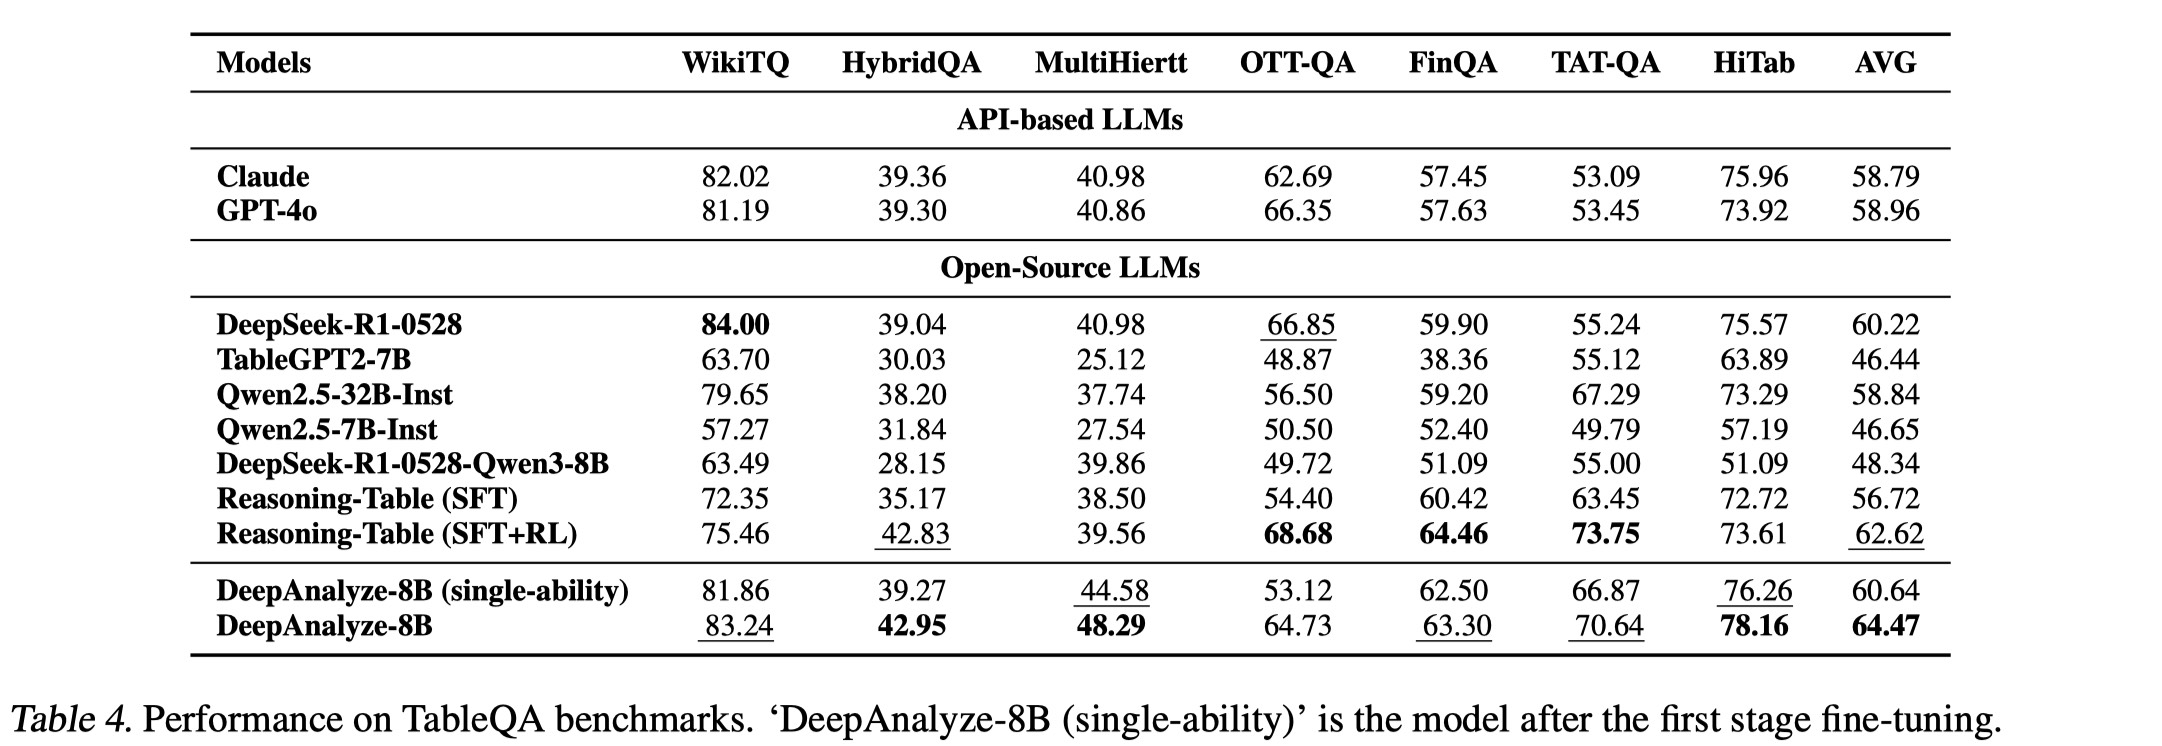 Models WikiTQ HybridQA MultiHiertt OTT-QA FinQA TAT-QA HiTab AVG
API-based LLMs
Claude 82.02 39.36 40.98 62.69 57.45 53.09 75.96 58.79
GPT-4o 81.19 39.30 40.86 66.35 57.63 53.45 73.92 58.96
Open-Source LLMs
DeepSeek-R1-0528 84.00 39.04 40.98 66.85 59.90 55.24 75.57 60.22
TableGPT2-7B 63.70 30.03 25.12 48.87 38.36 55.12 63.89 46.44
Qwen2.5-32B-Inst 79.65 38.20 37.74 56.50 59.20 67.29 73.29 58.84
Qwen2.5-7B-Inst 57.27 31.84 27.54 50.50 52.40 49.79 57.19 46.65
DeepSeek-R1-0528-Qwen3-8B 63.49 28.15 39.86 49.72 51.09 55.00 51.09 48.34
Reasoning-Table (SFT) 72.35 35.17 38.50 54.40 60.42 63.45 72.72 56.72
Reasoning-Table (SFT+RL) 75.46 42.83 39.56 68.68 64.46 73.75 73.61 62.62
DeepAnalyze-8B (single-ability) 81.86 39.27 44.58 53.12 62.50 66.87 76.26 60.64
DeepAnalyze-8B 83.24 42.95 48.29 64.73 63.30 70.64 78.16 64.47
Table 4. Performance on TableQA benchmarks. ‘DeepAnalyze-8B (single-ability)’ is the model after the first stage fine-tuning.